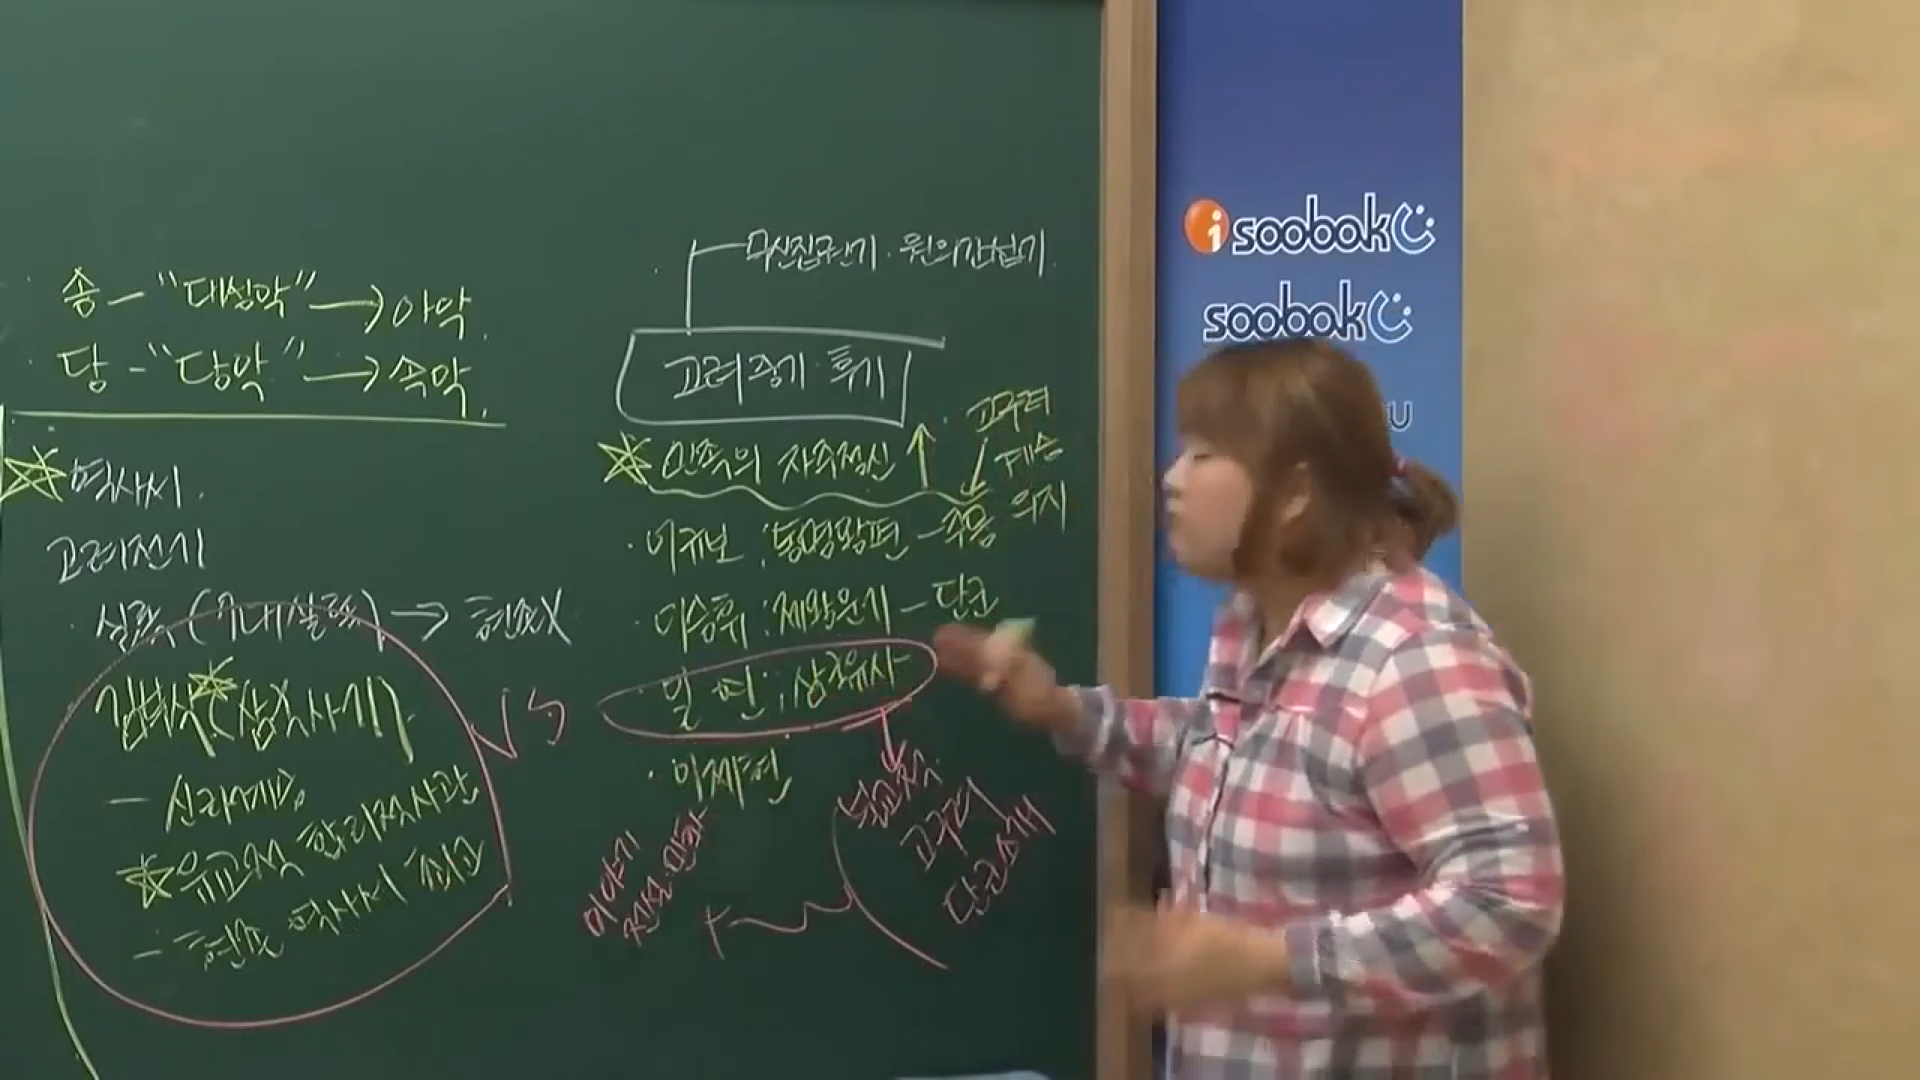 송 - "대성악" → 아악.
당 - "당악" → 속악.
역사서.
고려전기
실록 (7대실록) → 현존X
김부식 (삼국사기).
- 신라계승
유교적 합리적사관
- 현존 역사서 최고
VS
무신집권기 · 원의간섭기.
고려 중기 · 후기
민족의 자주정신 ↑
· 고구려
계승
의지
· 이규보 : 동명왕편 - 주몽
· 이승휴 : 제왕운기 - 단군
· 일연 : 삼국유사
· 이제현
불교적
고구려
단군소개
이야기
전설·민화
isoobakC
soobakC
U